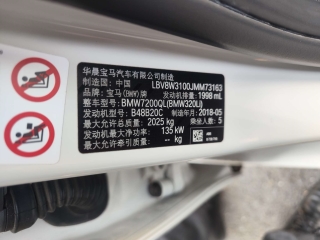 华晨宝马汽车有限公司制造
制造国: 中国 LBV8W3100JMM73163
品牌: 宝马(BMW)牌 发动机排量: 1998 mL
整车型号: BMW7200QL(BMW320Li)
发动机型号: B48B20C 制造年月: 2018-05
最大允许总质量: 2025 kg 乘坐人数: 5
发动机最大净功率: 135 kW
最大允许牵引质量: - kg